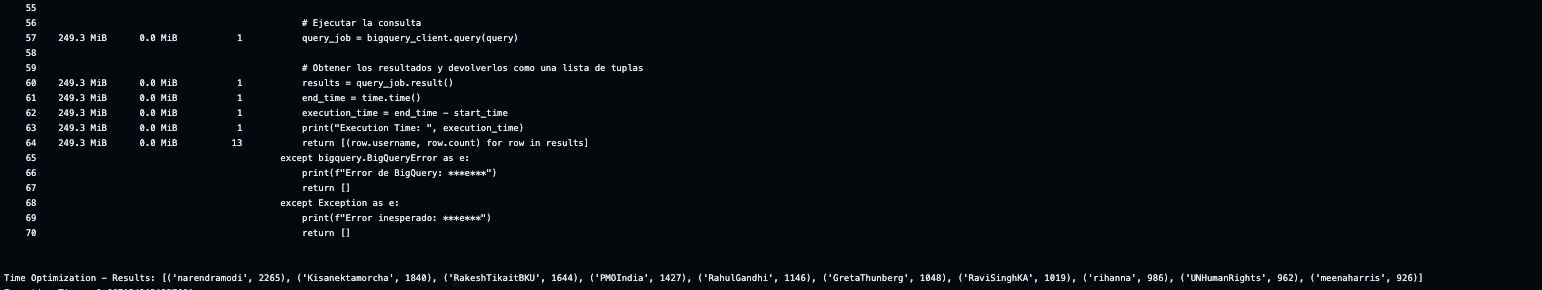 55
56 # Ejecutar la consulta
57 249.3 MiB 0.0 MiB 1 query_job = bigquery_client.query(query)
58
59 # Obtener los resultados y devolverlos como una lista de tuplas
60 249.3 MiB 0.0 MiB 1 results = query_job.result()
61 249.3 MiB 0.0 MiB 1 end_time = time.time()
62 249.3 MiB 0.0 MiB 1 execution_time = end_time - start_time
63 249.3 MiB 0.0 MiB 1 print("Execution Time: ", execution_time)
64 249.3 MiB 0.0 MiB 13 return [(row.username, row.count) for row in results]
65 except bigquery.BigQueryError as e:
66 print(f"Error de BigQuery: ***e***")
67 return []
68 except Exception as e:
69 print(f"Error inesperado: ***e***")
70 return []
Time Optimization - Results: [('narendramodi', 2265), ('Kisanektamorcha', 1840), ('RakeshTikaitBKU', 1644), ('PMOIndia', 1427), ('RahulGandhi', 1146), ('GretaThunberg', 1048), ('RaviSinghKA', 1019), ('rihanna', 986), ('UNHumanRights', 962), ('meenaharris', 926)]